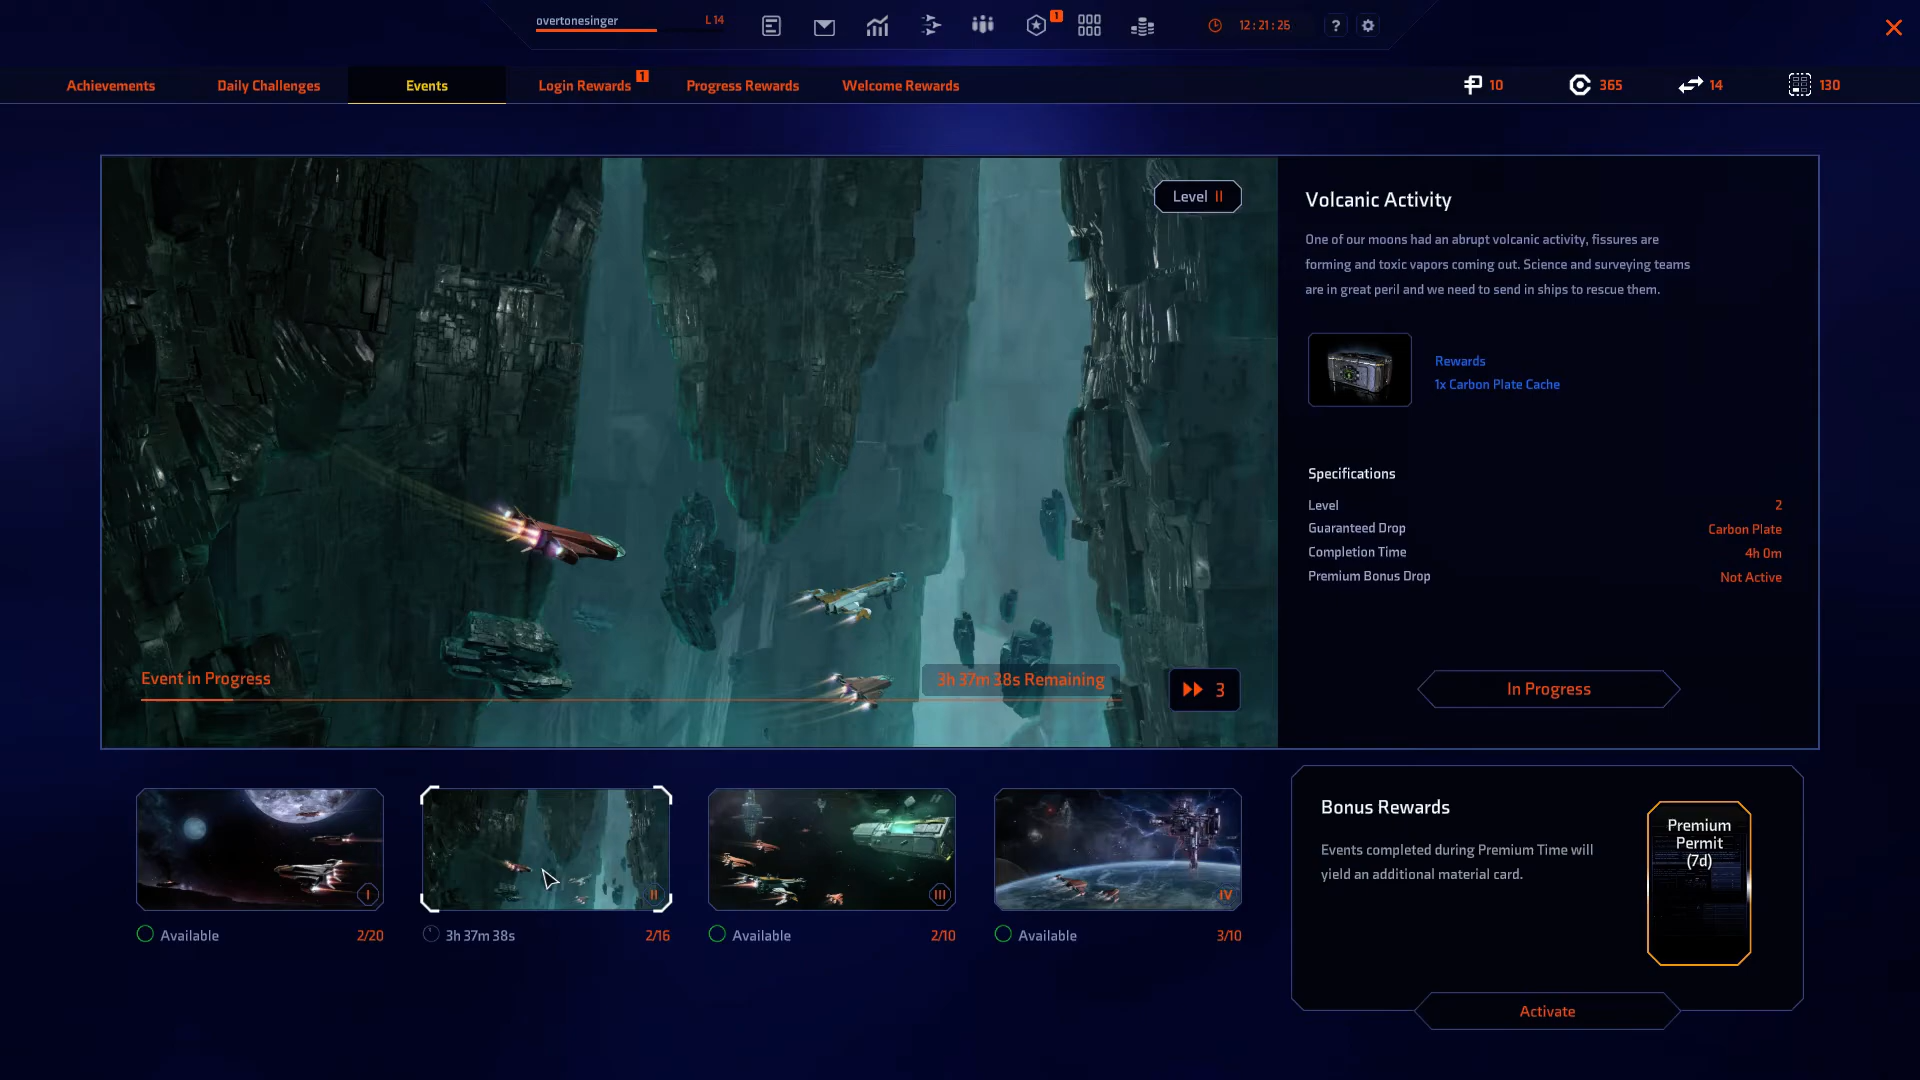 overtonesinger
L 14
1
12:21:26
?
Achievements
Daily Challenges
Events
Login Rewards
1
Progress Rewards
Welcome Rewards
10
365
14
130
Level II
Volcanic Activity
One of our moons had an abrupt volcanic activity, fissures are
forming and toxic vapors coming out. Science and surveying teams
are in great peril and we need to send in ships to rescue them.
Rewards
1x Carbon Plate Cache
Specifications
Level 2
Guaranteed Drop Carbon Plate
Completion Time 4h 0m
Premium Bonus Drop Not Active
Event in Progress
3h 37m 38s Remaining
3
In Progress
I
II
III
IV
Available 2/20
3h 37m 38s 2/16
Available 2/10
Available 3/10
Bonus Rewards
Events completed during Premium Time will
yield an additional material card.
Premium
Permit
(7d)
Activate